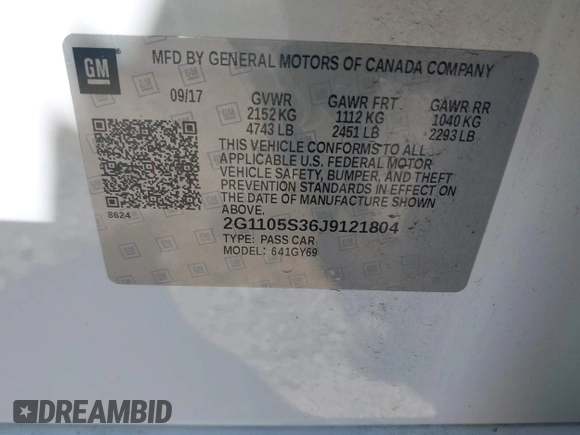 GM
MFD BY GENERAL MOTORS OF CANADA COMPANY
09/17 GVWR GAWR FRT GAWR RR
2152 KG 1112 KG 1040 KG
4743 LB 2451 LB 2293 LB
THIS VEHICLE CONFORMS TO ALL
APPLICABLE U.S. FEDERAL MOTOR
VEHICLE SAFETY, BUMPER, AND THEFT
PREVENTION STANDARDS IN EFFECT ON
THE DATE OF MANUFACTURE SHOWN
ABOVE.
8624
2G1105S36J9121804
TYPE: PASS CAR
MODEL: 641GY69
DREAMBID